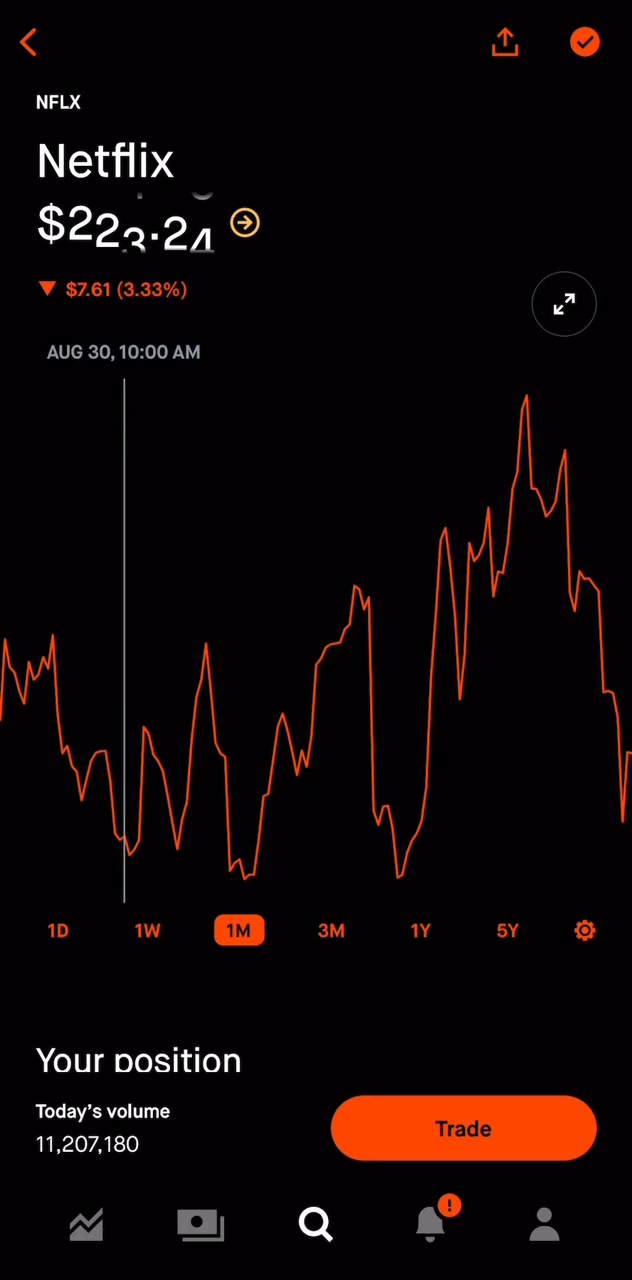 NFLX
Netflix
$223.24
$7.61 (3.33%)
AUG 30, 10:00 AM
1D 1W 1M 3M 1Y 5Y
Your position
Today's volume
11,207,180
Trade
!